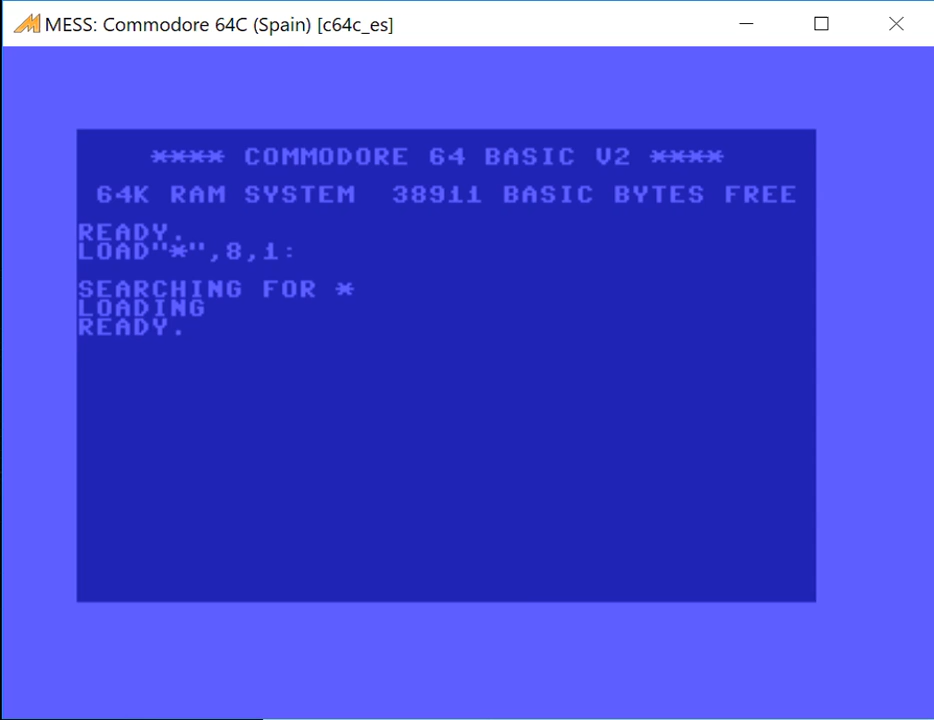 MESS: Commodore 64C (Spain) [c64c_es]
**** COMMODORE 64 BASIC V2 ****
64K RAM SYSTEM  38911 BASIC BYTES FREE
READY.
LOAD"*",8,1:
SEARCHING FOR *
LOADING
READY.